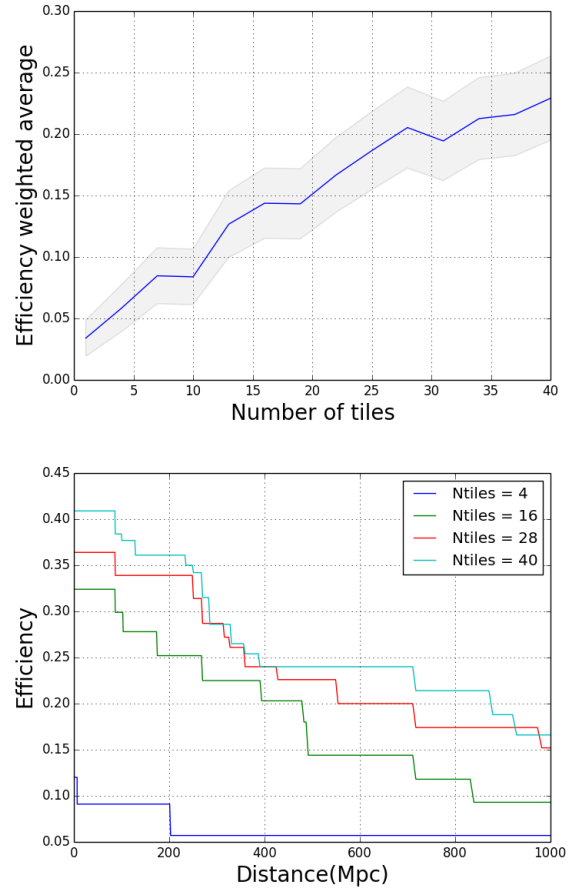 Efficiency weighted average
0.30
0.25
0.20
0.15
0.10
0.05
0.00
0 5 10 15 20 25 30 35 40
Number of tiles
Efficiency
0.45
0.40
0.35
0.30
0.25
0.20
0.15
0.10
0.05
Ntiles = 4
Ntiles = 16
Ntiles = 28
Ntiles = 40
0 200 400 600 800 1000
Distance(Mpc)